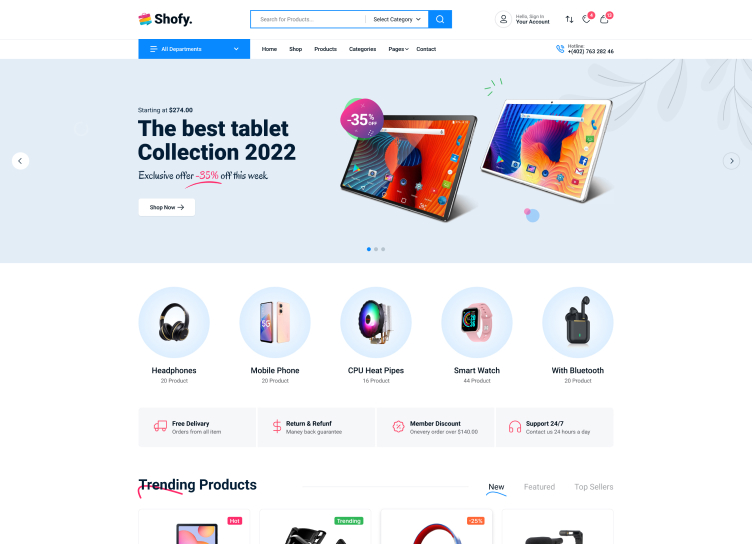 Shofy.
Search for Products...
Select Category
Hello, Sign In
Your Account
All Departments
Home
Shop
Products
Categories
Pages
Contact
Hotline:
+(402) 763 282 46
Starting at $274.00
The best tablet
Collection 2022
Exclusive offer -35% off this week
Shop Now
-35%
OFF
5G
Headphones
20 Product
Mobile Phone
20 Product
CPU Heat Pipes
16 Product
Smart Watch
44 Product
With Bluetooth
20 Product
Free Delivary
Orders from all item
Return & Refunf
Maney back guarantee
Member Discount
Onevery order over $140.00
Support 24/7
Contact us 24 hours a day
Trending Products
New
Featured
Top Sellers
Hot
Trending
-25%